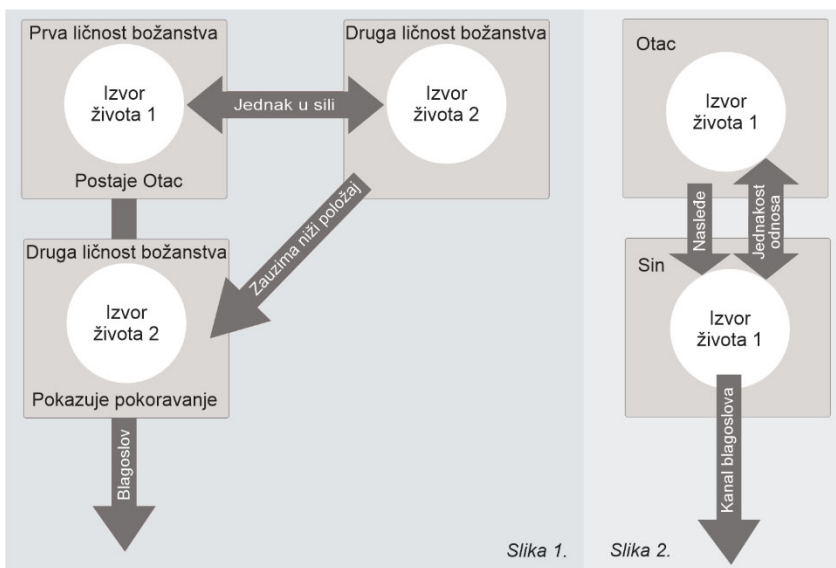 Prva ličnost božanstva
Izvor
života 1
Postaje Otac
Jednak u sili
Druga ličnost božanstva
Izvor
života 2
Zauzima niži položaj
Druga ličnost božanstva
Izvor
života 2
Pokazuje pokoravanje
Blagoslov
Slika 1.
Otac
Izvor
života 1
Nasleđe
Jednakost
odnosa
Sin
Izvor
života 1
Kanal blagoslova
Slika 2.